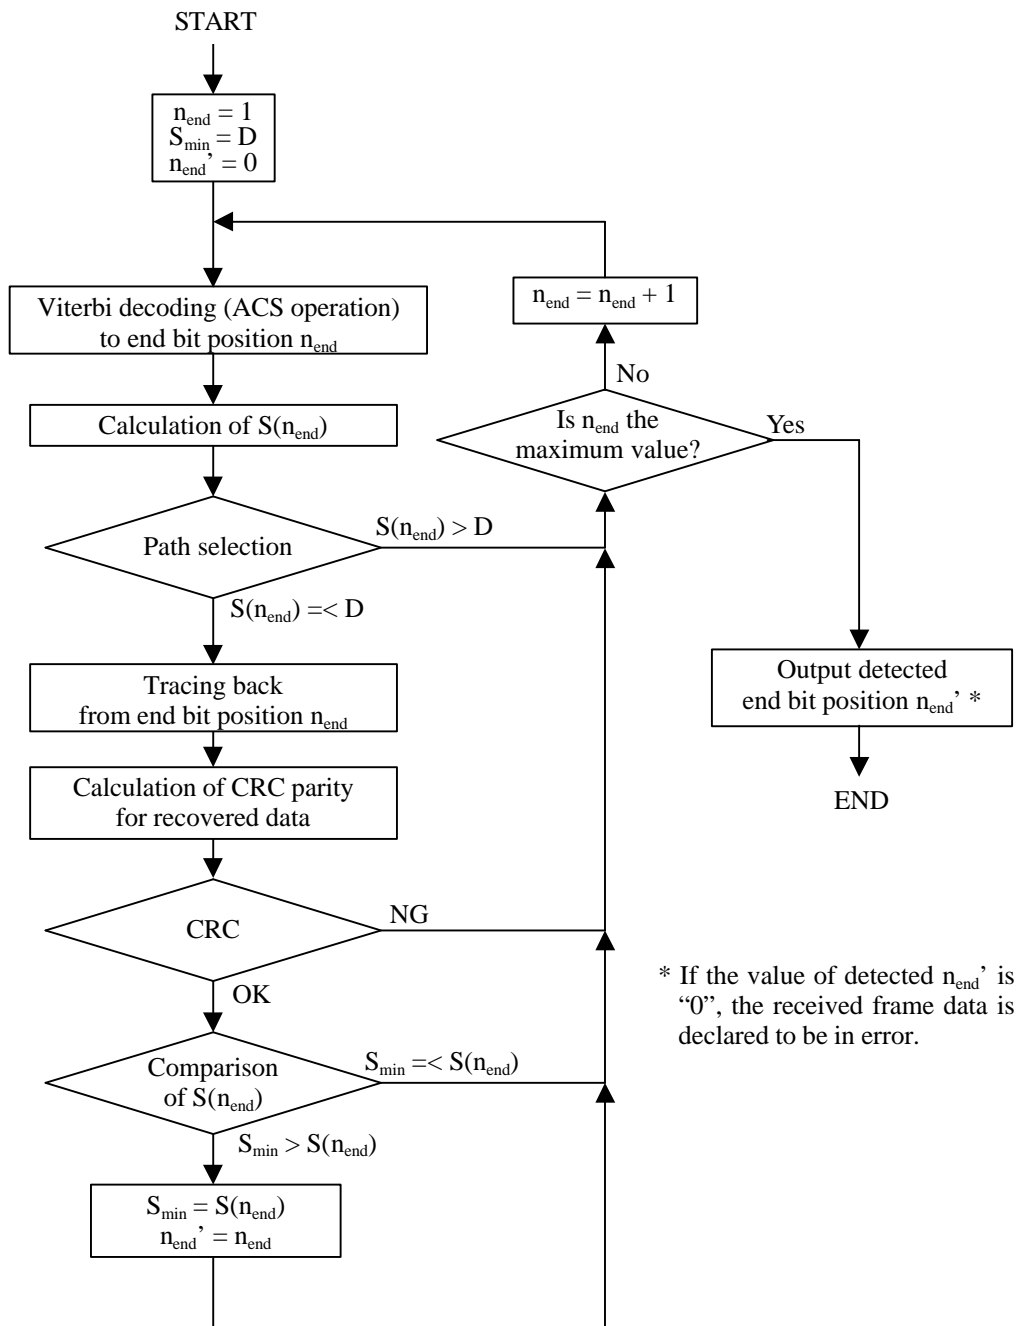 START
n_end = 1
S_min = D
n_end’ = 0
Viterbi decoding (ACS operation)
to end bit position n_end
n_end = n_end + 1
No
Calculation of S(n_end)
Is n_end the
maximum value?
Yes
Path selection
S(n_end) > D
S(n_end) =< D
Tracing back
from end bit position n_end
Output detected
end bit position n_end’ *
Calculation of CRC parity
for recovered data
END
CRC
NG
OK
* If the value of detected n_end’ is
“0”, the received frame data is
declared to be in error.
Comparison
of S(n_end)
S_min =< S(n_end)
S_min > S(n_end)
S_min = S(n_end)
n_end’ = n_end